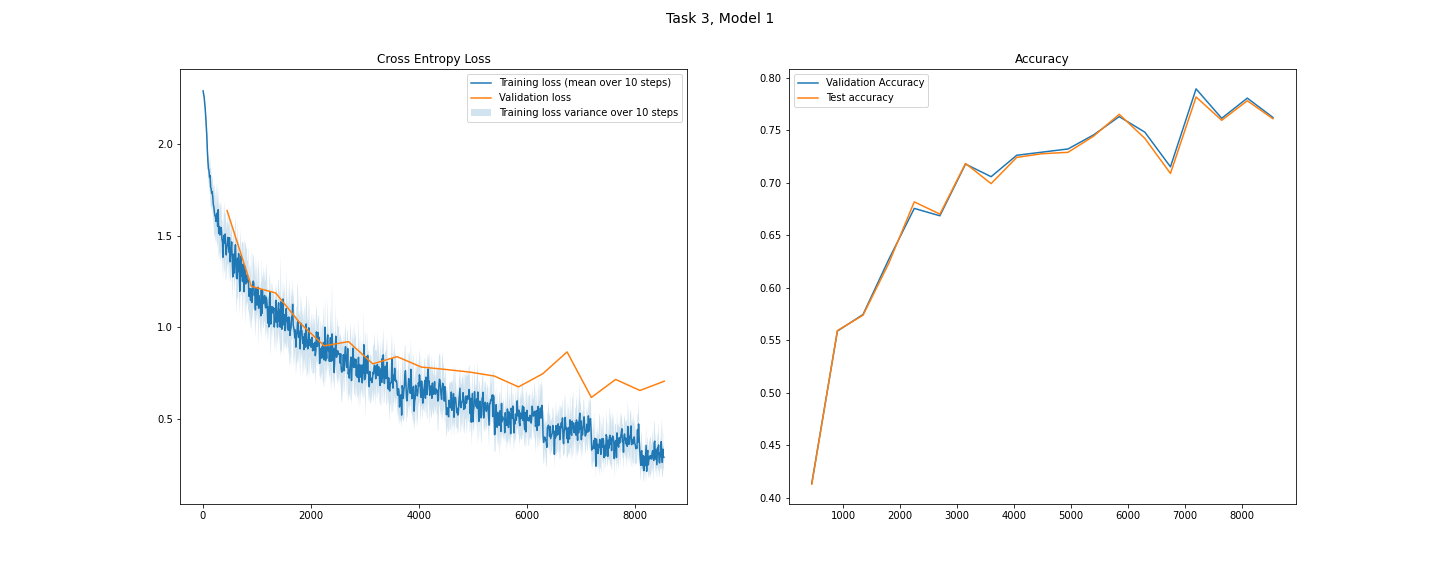 Task 3, Model 1
Cross Entropy Loss
Training loss (mean over 10 steps)
Validation loss
Training loss variance over 10 steps
2.0
1.5
1.0
0.5
0 2000 4000 6000 8000
Accuracy
Validation Accuracy
Test accuracy
0.80
0.75
0.70
0.65
0.60
0.55
0.50
0.45
0.40
1000 2000 3000 4000 5000 6000 7000 8000